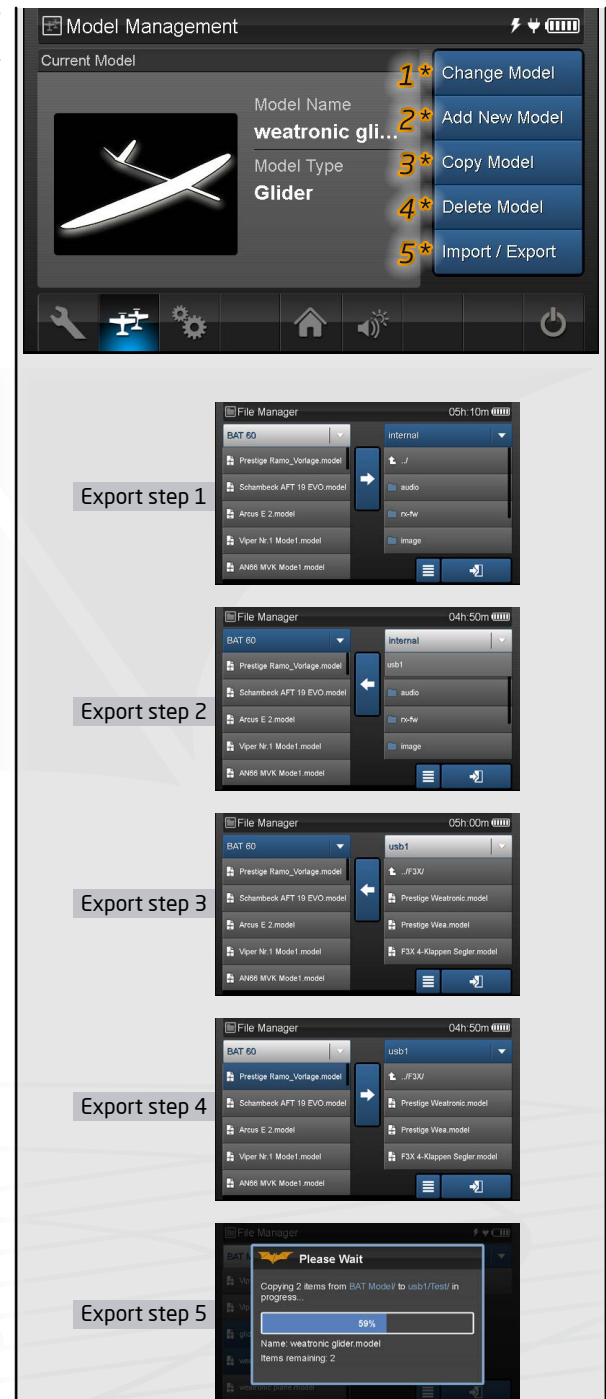 Model Management
Current Model
1* Change Model
Model Name
weatronic gli...
2* Add New Model
Model Type
Glider
3* Copy Model
4* Delete Model
5* Import / Export
Export step 1
File Manager 05h:10m
BAT 60 internal
Prestige Ramo_Vorlage.model ../
Schambeck AFT 19 EVO.model audio
Arcus E 2.model rx-fw
Viper Nr.1 Mode1.model image
AN66 MVK Mode1.model
Export step 2
File Manager 04h:50m
BAT 60 internal
Prestige Ramo_Vorlage.model usb1
Schambeck AFT 19 EVO.model audio
Arcus E 2.model rx-fw
Viper Nr.1 Mode1.model image
AN66 MVK Mode1.model
Export step 3
File Manager 05h:00m
BAT 60 usb1
Prestige Ramo_Vorlage.model ../F3X/
Schambeck AFT 19 EVO.model Prestige Weatronic.model
Arcus E 2.model Prestige Wea.model
Viper Nr.1 Mode1.model F3X 4-Klappen Segler.model
AN66 MVK Mode1.model
Export step 4
File Manager 04h:50m
BAT 60 usb1
Prestige Ramo_Vorlage.model ../F3X/
Schambeck AFT 19 EVO.model Prestige Weatronic.model
Arcus E 2.model Prestige Wea.model
Viper Nr.1 Mode1.model F3X 4-Klappen Segler.model
AN66 MVK Mode1.model
Export step 5
File Manager
Please Wait
Copying 2 items from BAT Model/ to usb1/Test/ in
progress...
59%
Name: weatronic glider.model
Items remaining: 2
weatronic plane.model